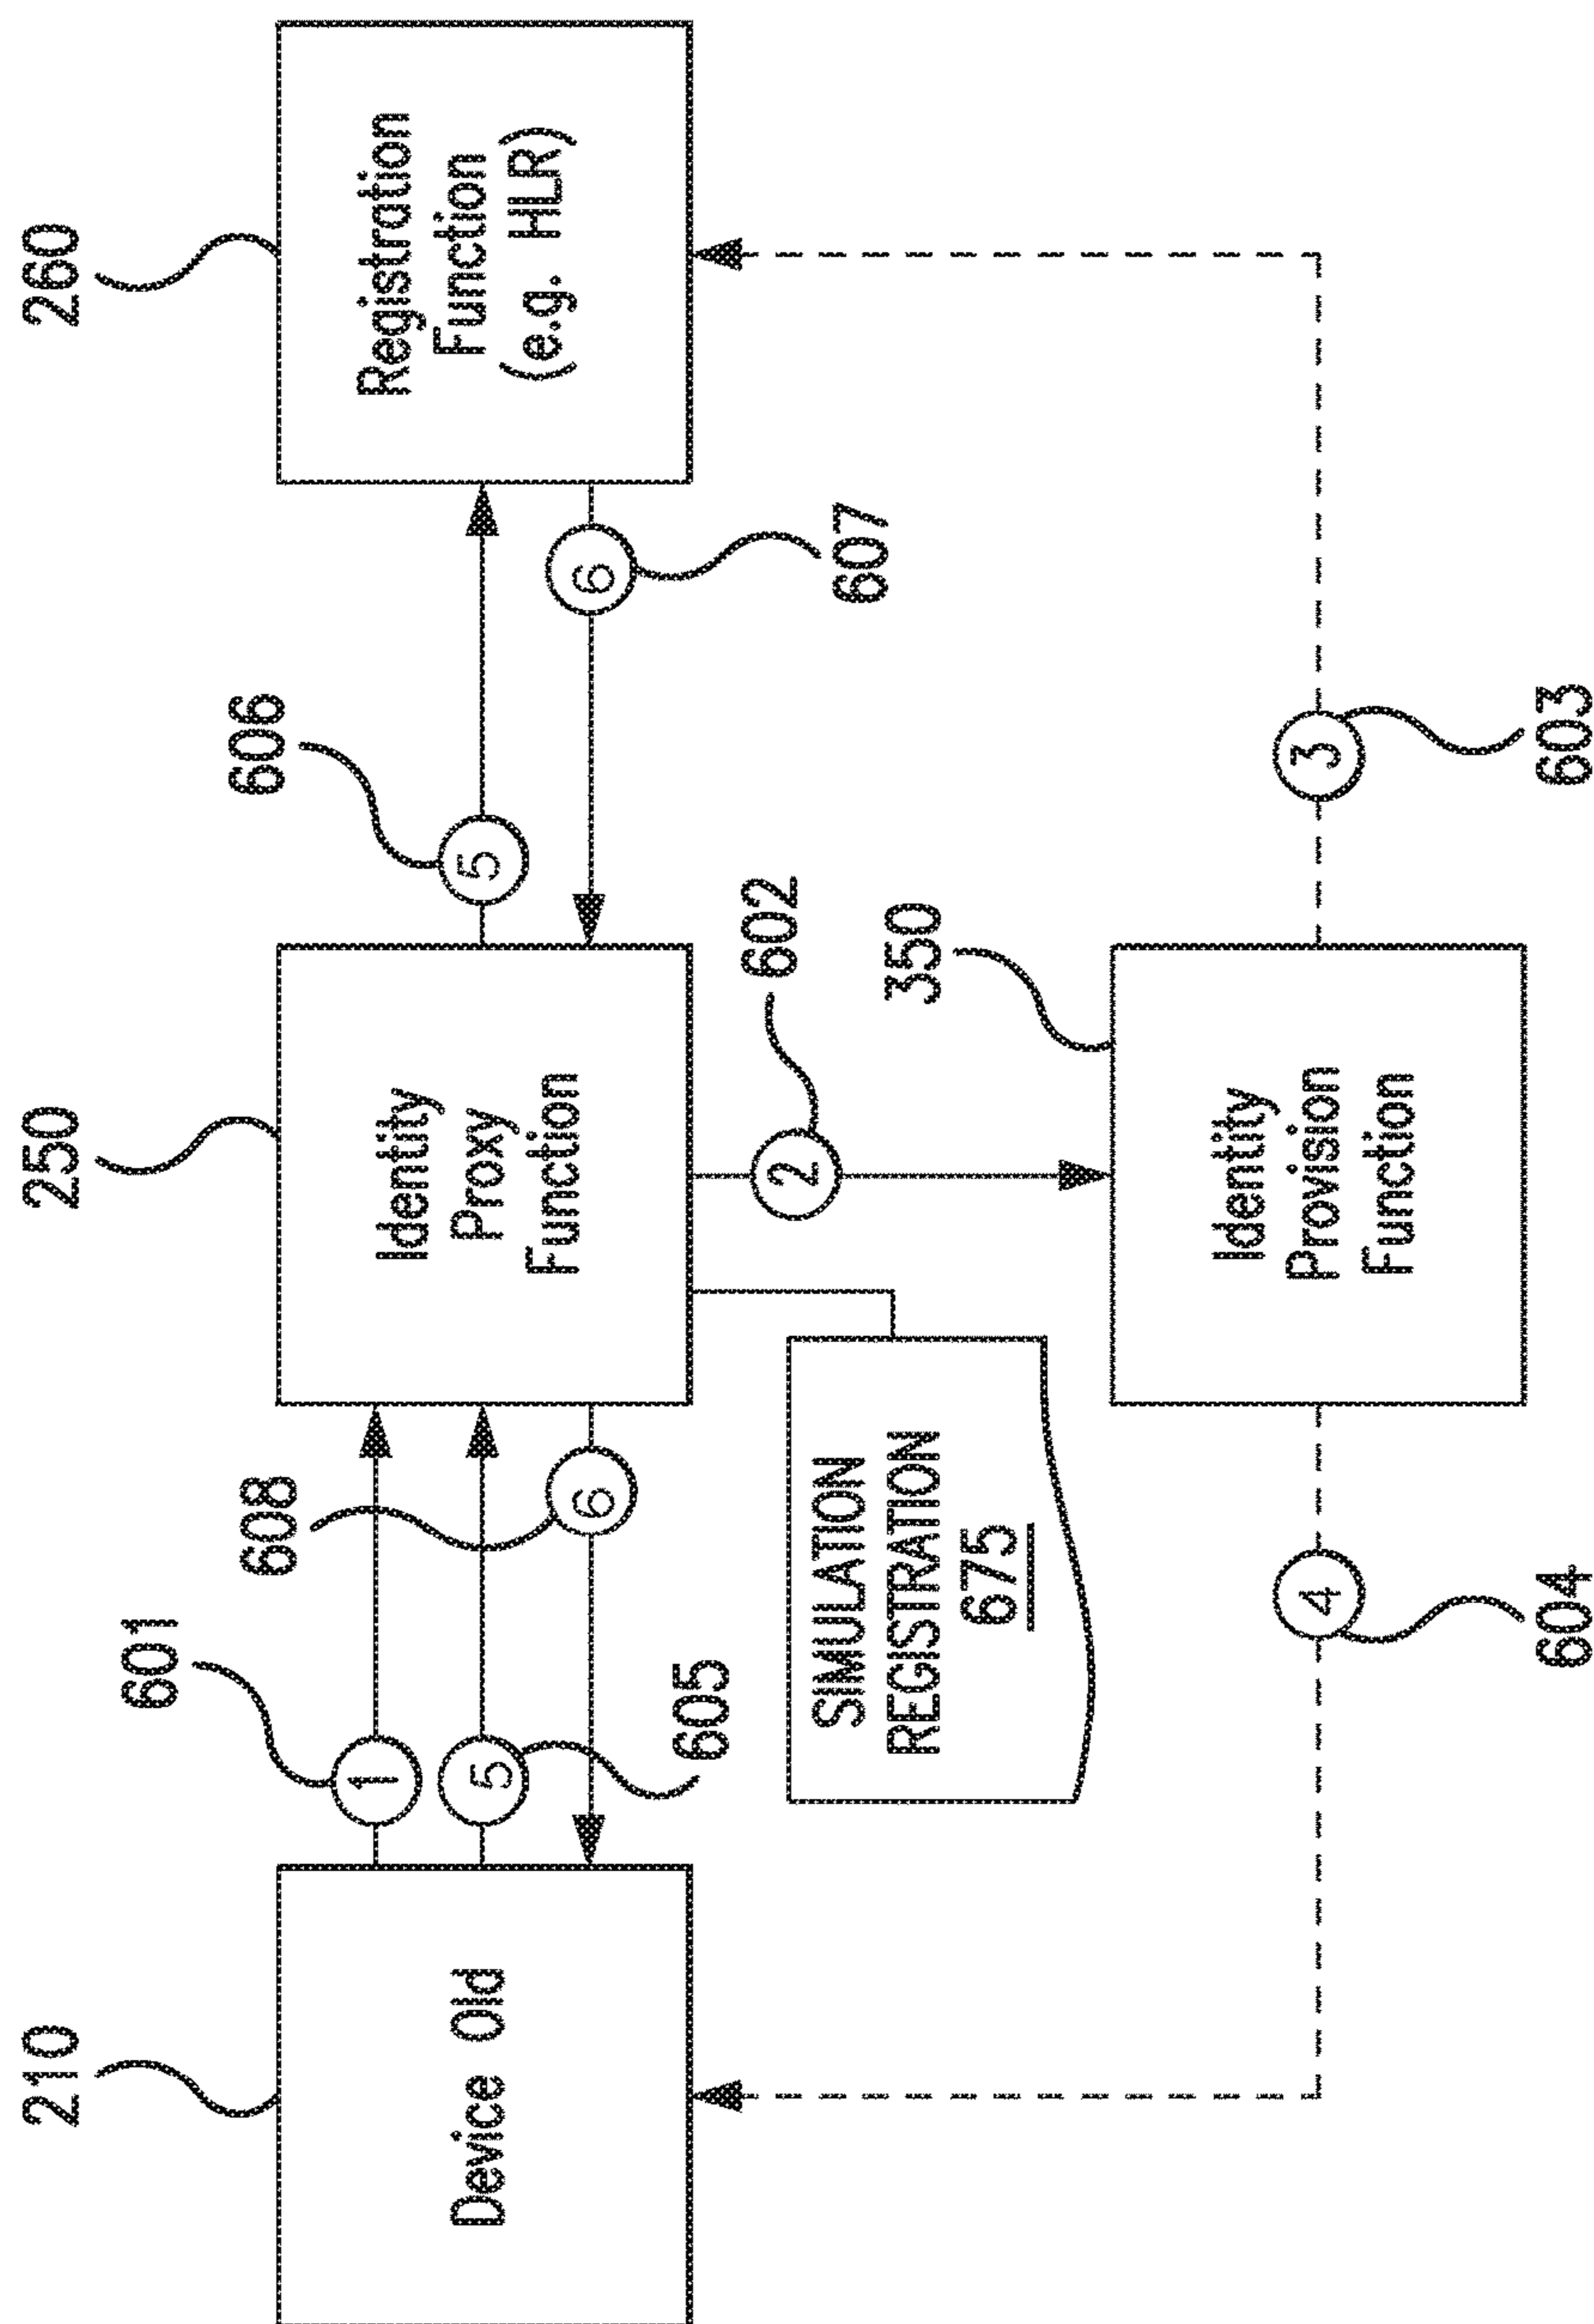 210
250
260
Device Old
Identity
Proxy
Function
Registration
Function
(e.g. HLR)
601
608
606
1
5
6
5
6
605
607
602
2
SIMULATION
REGISTRATION
675
350
Identity
Provision
Function
4
3
604
603